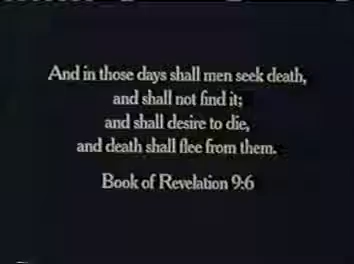 And in those days shall men seek death,
and shall not find it;
and shall desire to die,
and death shall flee from them.
Book of Revelation 9:6